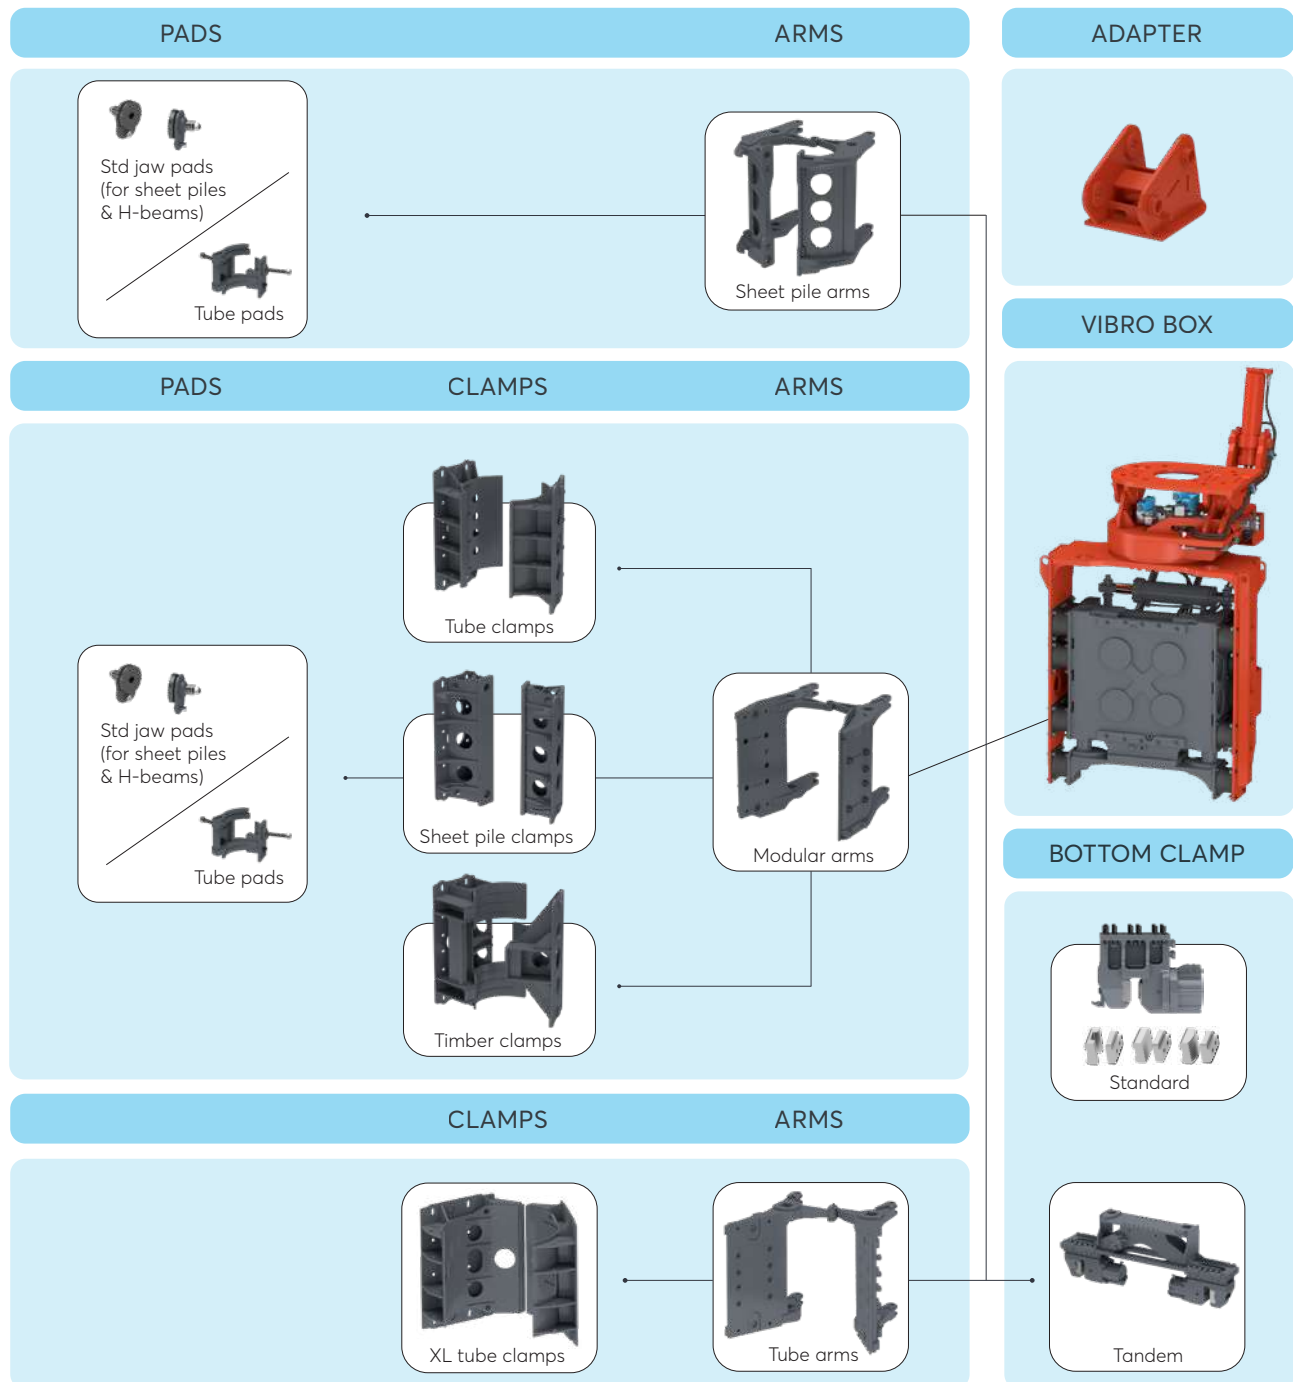 PADS
ARMS
ADAPTER
Std jaw pads
(for sheet piles
& H-beams)
Tube pads
Sheet pile arms
VIBRO BOX
PADS
CLAMPS
ARMS
Tube clamps
Std jaw pads
(for sheet piles
& H-beams)
Tube pads
Sheet pile clamps
Modular arms
Timber clamps
BOTTOM CLAMP
Standard
CLAMPS
ARMS
XL tube clamps
Tube arms
Tandem